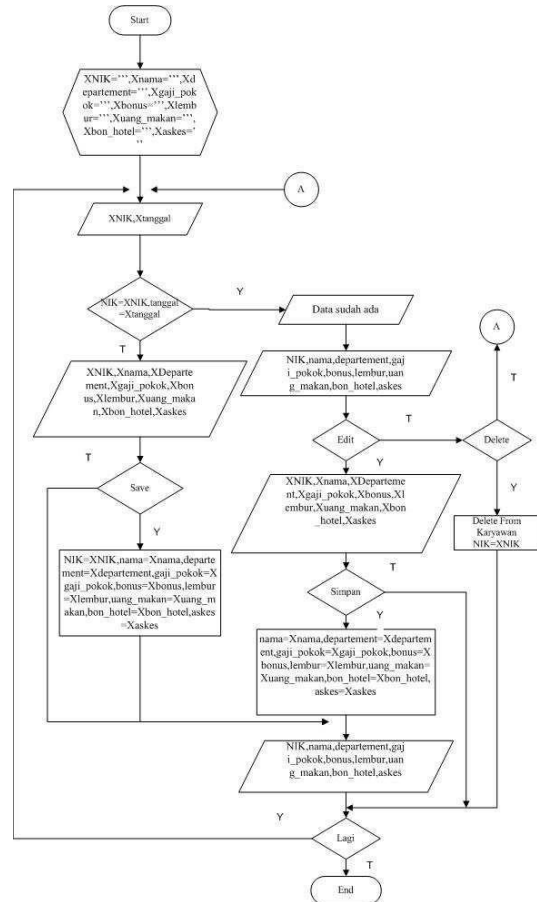 Start
XNIK=''',Xnama=''',Xd
epartement=''',Xgaji_pok
ok=''',Xbonus=''',Xlemb
ur=''',Xuang_makan=''',
Xbon_hotel=''',Xaskes='
''
A
XNIK,Xtanggal
NIK=XNIK,tanggal
=Xtanggal
Y
Data sudah ada
A
T
T
XNIK,Xnama,XDeparte
ment,Xgaji_pokok,Xbon
us,Xlembur,Xuang_maka
n,Xbon_hotel,Xaskes
NIK,nama,departement,gaj
i_pokok,bonus,lembur,uan
g_makan,bon_hotel,askes
Edit
T
Delete
Y
Y
T
Save
Y
XNIK,Xnama,XDeparteme
nt,Xgaji_pokok,Xbonus,Xl
embur,Xuang_makan,Xbon
_hotel,Xaskes
Delete From
Karyawan
NIK=XNIK
T
Simpan
Y
NIK=XNIK,nama=Xnama,depar
tement=Xdepartement,gaji_pokok=X
gaji_pokok,bonus=Xbonus,lembur
=Xlembur,uang_makan=Xuang_m
akan,bon_hotel=Xbon_hotel,askes
=Xaskes
nama=Xnama,departement=Xdepartem
ent,gaji_pokok=Xgaji_pokok,bonus=X
bonus,lembur=Xlembur,uang_makan=
Xuang_makan,bon_hotel=Xbon_hotel,
askes=Xaskes
NIK,nama,departement,gaj
i_pokok,bonus,lembur,uan
g_makan,bon_hotel,askes
Y
Lagi
T
End